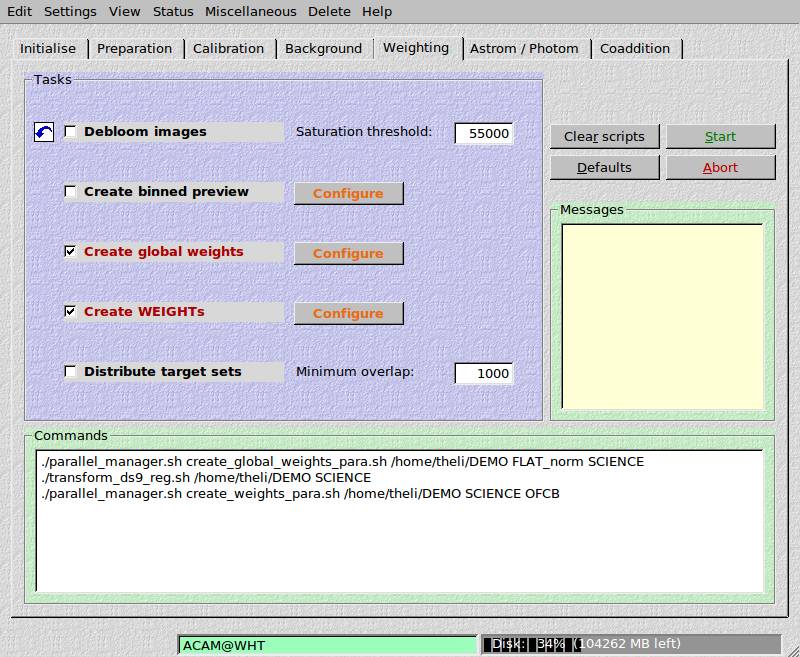 Edit Settings View Status Miscellaneous Delete Help
Initialise Preparation Calibration Background Weighting Astrom / Photom Coaddition
Tasks
Debloom images Saturation threshold: 55000
Create binned preview Configure
Create global weights Configure
Create WEIGHTs Configure
Distribute target sets Minimum overlap: 1000
Clear scripts Start
Defaults Abort
Messages
Commands
./parallel_manager.sh create_global_weights_para.sh /home/theli/DEMO FLAT_norm SCIENCE
./transform_ds9_reg.sh /home/theli/DEMO SCIENCE
./parallel_manager.sh create_weights_para.sh /home/theli/DEMO SCIENCE OFCB
ACAM@WHT Disk: 34% (104262 MB left)